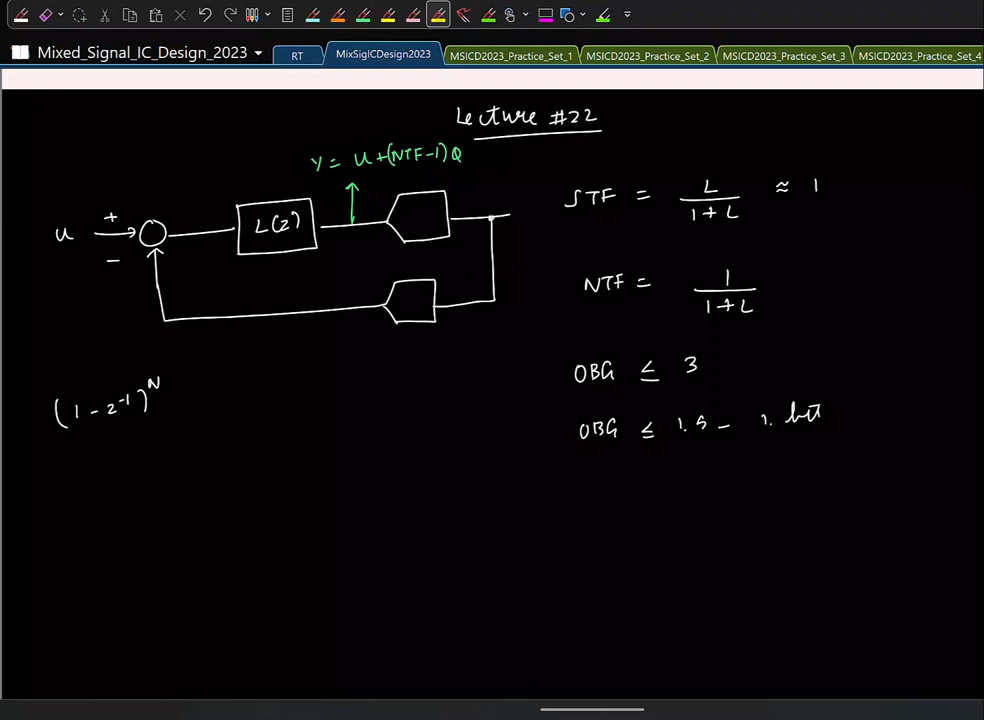 Mixed_Signal_IC_Design_2023
RT
MixSigICDesign2023
MSICD2023_Practice_Set_1
MSICD2023_Practice_Set_2
MSICD2023_Practice_Set_3
MSICD2023_Practice_Set_4
Lecture #22
Y = U+(NTF-1)Q
u
+
-
L(z)
STF = L / 1+L ≈ 1
NTF = 1 / 1+L
OBG ≤ 3
OBG ≤ 1.5 - 1. bit
(1 - z^-1)^N